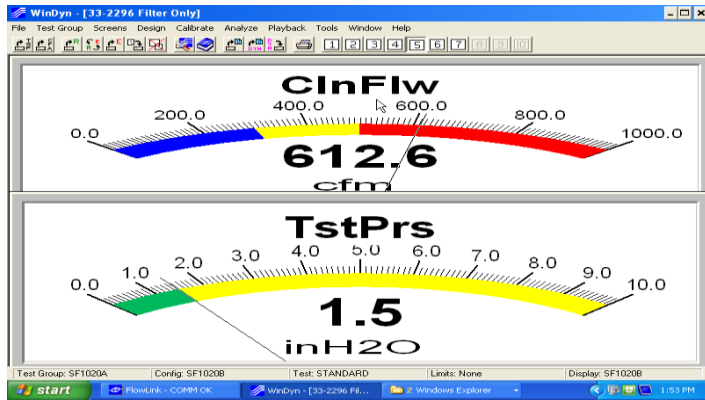 WinDyn - [33-2296 Filter Only]
File Test Group Screens Design Calibrate Analyze Playback Tools Window Help
1 2 3 4 5 6 7 8 9 10
ClnFlw
0.0 200.0 400.0 600.0 800.0 1000.0
612.6
cfm
TstPrs
0.0 1.0 2.0 3.0 4.0 5.0 6.0 7.0 8.0 9.0 10.0
1.5
inH2O
Test Group: SF1020A Config: SF1020B Test: STANDARD Limits: None Display: SF1020B
start FlowLink - COMM OK WinDyn - [33-2296 Fil... 2 Windows Explorer 1:53 PM